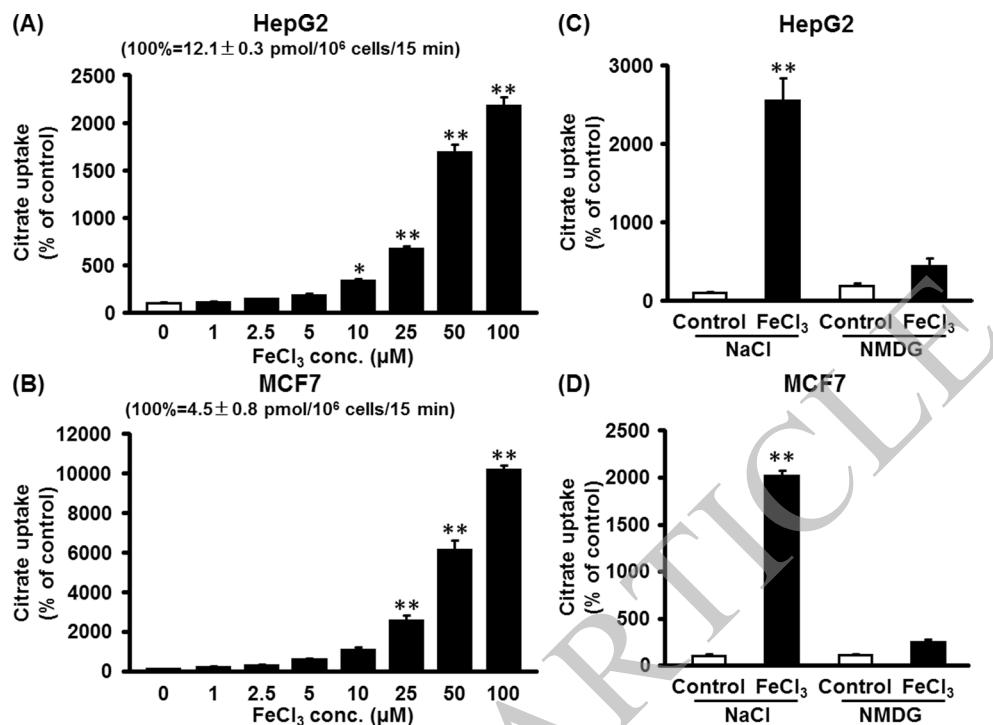 (A)
HepG2
(100%=12.1±0.3 pmol/10⁶ cells/15 min)
Citrate uptake
(% of control)
2500
2000
1500
1000
500
0
*
**
**
**
0 1 2.5 5 10 25 50 100
FeCl₃ conc. (µM)
(B)
MCF7
(100%=4.5±0.8 pmol/10⁶ cells/15 min)
Citrate uptake
(% of control)
12000
10000
8000
6000
4000
2000
0
**
**
**
0 1 2.5 5 10 25 50 100
FeCl₃ conc. (µM)
(C)
HepG2
Citrate uptake
(% of control)
3000
2000
1000
0
**
Control FeCl₃ Control FeCl₃
NaCl NMDG
(D)
MCF7
Citrate uptake
(% of control)
2500
2000
1500
1000
500
0
**
Control FeCl₃ Control FeCl₃
NaCl NMDG
ARTICLE